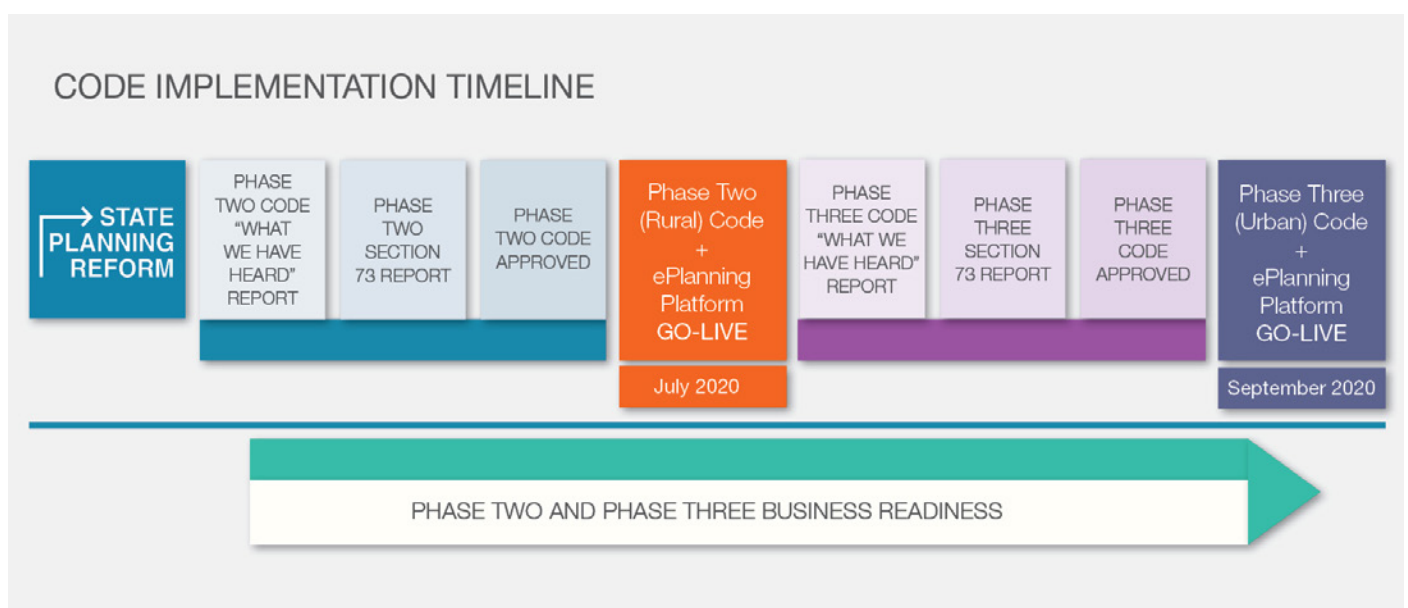 CODE IMPLEMENTATION TIMELINE
STATE
PLANNING
REFORM
PHASE
TWO CODE
“WHAT
WE HAVE
HEARD”
REPORT
PHASE
TWO
SECTION
73 REPORT
PHASE
TWO CODE
APPROVED
Phase Two
(Rural) Code
+
ePlanning
Platform
GO-LIVE
July 2020
PHASE
THREE CODE
“WHAT WE
HAVE HEARD”
REPORT
PHASE
THREE
SECTION
73 REPORT
PHASE
THREE
CODE
APPROVED
Phase Three
(Urban) Code
+
ePlanning
Platform
GO-LIVE
September 2020
PHASE TWO AND PHASE THREE BUSINESS READINESS